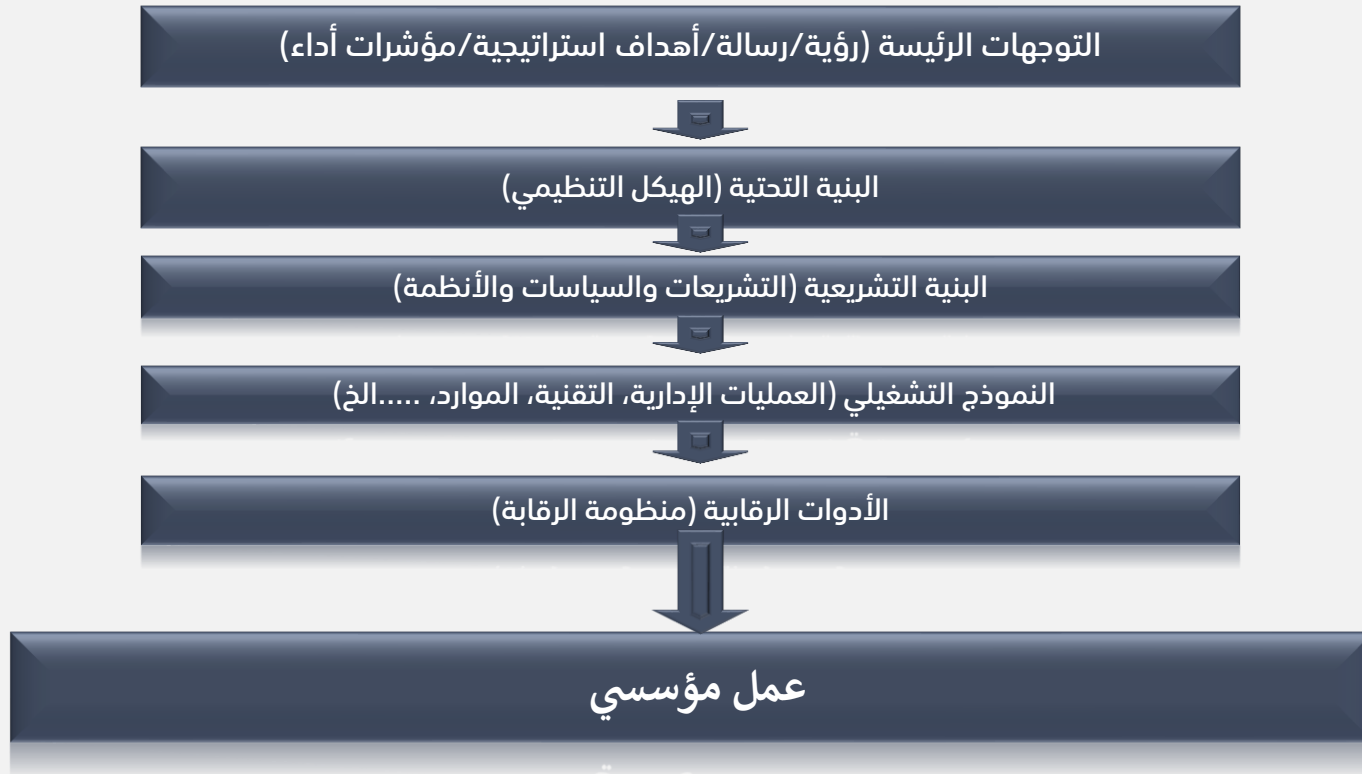 التوجهات الرئيسة (رؤية/رسالة/أهداف استراتيجية/مؤشرات أداء)
البنية التحتية (الهيكل التنظيمي)
البنية التشريعية (التشريعات والسياسات والأنظمة)
النموذج التشغيلي (العمليات الإدارية، التقنية، الموارد، .....الخ)
الأدوات الرقابية (منظومة الرقابة)
عمل مؤسسي